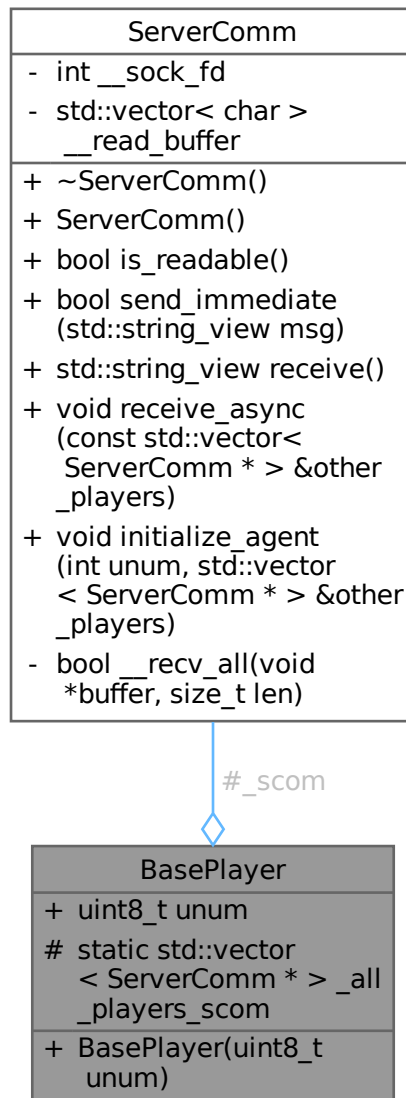 ServerComm
- int __sock_fd
- std::vector< char >
__read_buffer
+ ~ServerComm()
+ ServerComm()
+ bool is_readable()
+ bool send_immediate
(std::string_view msg)
+ std::string_view receive()
+ void receive_async
(const std::vector<
ServerComm * > &other
_players)
+ void initialize_agent
(int unum, std::vector
< ServerComm * > &other
_players)
- bool __recv_all(void
*buffer, size_t len)
#_scom
BasePlayer
+ uint8_t unum
# static std::vector
< ServerComm * > _all
_players_scom
+ BasePlayer(uint8_t
unum)